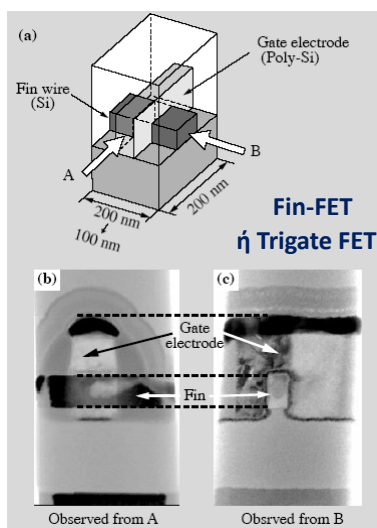 (a)
Gate electrode
(Poly-Si)
Fin wire
(Si)
A
B
200 nm
100 nm
200 nm
Fin-FET
ή Trigate FET
(b)
(c)
Gate
electrode
Fin
Observed from A
Obsrved from B